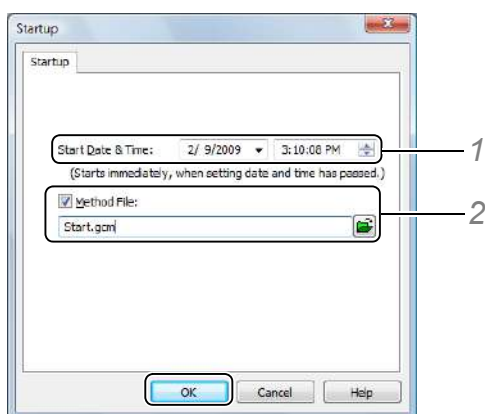 Startup
Startup
Start Date & Time: 2/ 9/2009 3:10:08 PM 1
(Starts immediately, when setting date and time has passed.)
Method File:
Start.gcm 2
OK Cancel Help